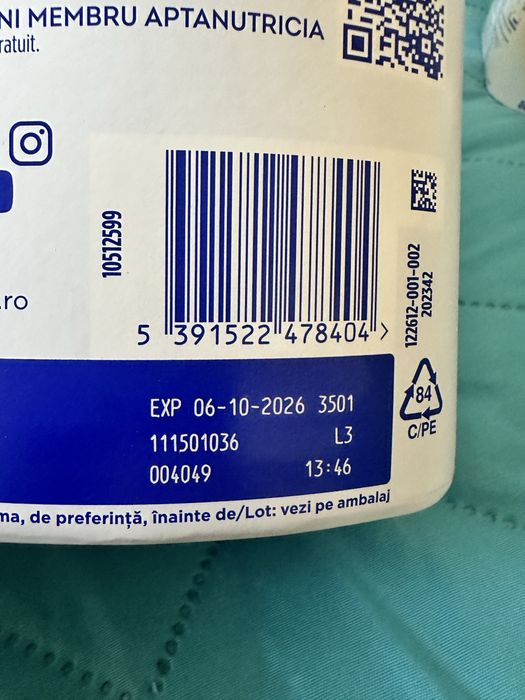 NI MEMBRU APTANUTRICIA
ratuit.
10512599
.ro
5 391522 478404 >
122612-001-002
202342
84
C/PE
EXP 06-10-2026 3501
111501036 L3
004049 13:46
ma, de preferință, înainte de/Lot: vezi pe ambalaj